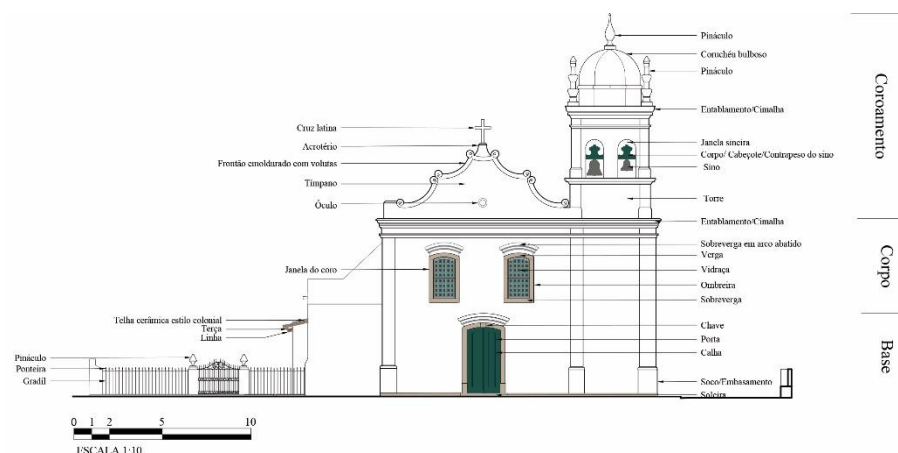 Pináculo
Coruchéu bulboso
Pináculo
Entablamento/Cimalha
Cruz latina
Acrotério
Frontão emoldurado com volutas
Tímpano
Óculo
Janela sineira
Corpo/ Cabeçote/Contrapeso do sino
Sino
Torre
Entablamento/Cimalha
Janela do coro
Sobreverga em arco abatido
Verga
Vidraça
Ombreira
Sobreverga
Telha cerâmica estilo colonial
Terça
Linha
Chave
Porta
Calha
Pináculo
Ponteira
Gradil
Soco/Embasamento
Soleira
Coroamento
Corpo
Base
0 1 2 5 10
ESCALA 1:10